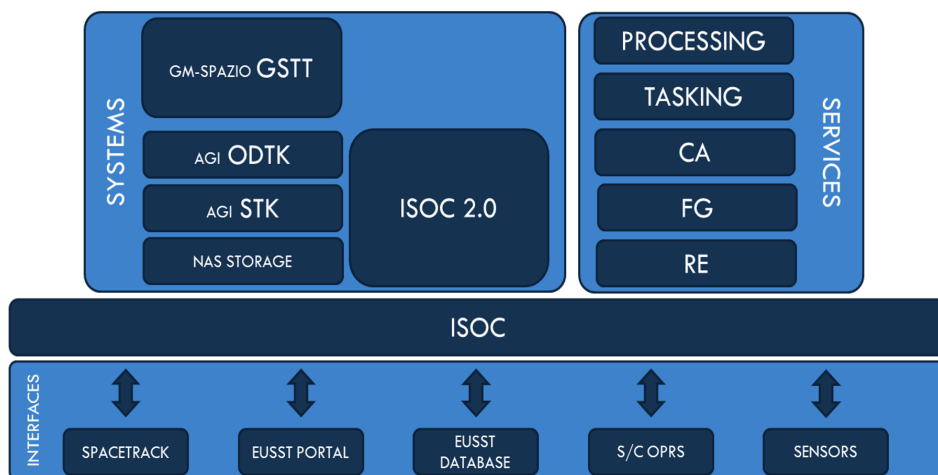 SYSTEMS
GM-SPAZIO GSTT
AGI ODTK
AGI STK
NAS STORAGE
ISOC 2.0
PROCESSING
TASKING
CA
FG
RE
SERVICES
ISOC
INTERFACES
SPACETRACK
EUSST PORTAL
EUSST
DATABASE
S/C OPRS
SENSORS